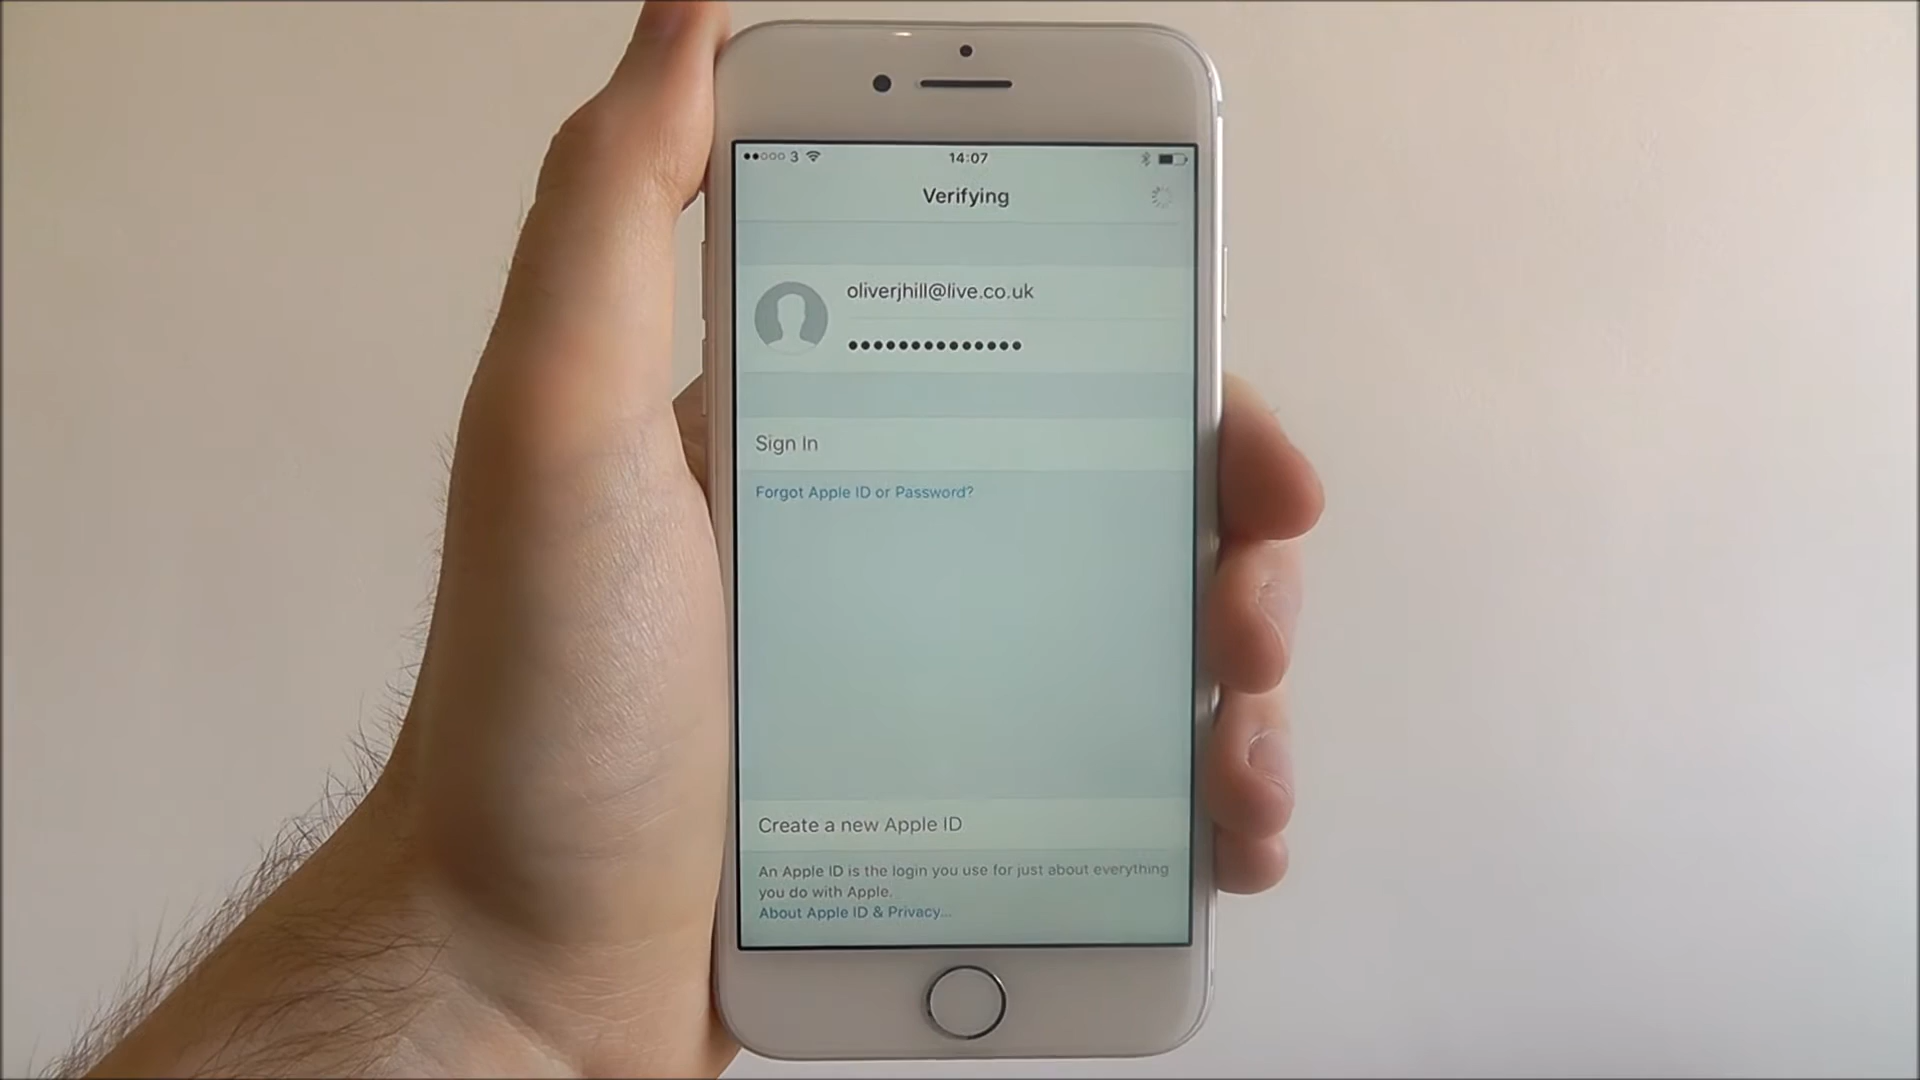 3 14:07
Verifying
oliverjhill@live.co.uk
••••••••••••••
Sign In
Forgot Apple ID or Password?
Create a new Apple ID
An Apple ID is the login you use for just about everything
you do with Apple.
About Apple ID & Privacy...